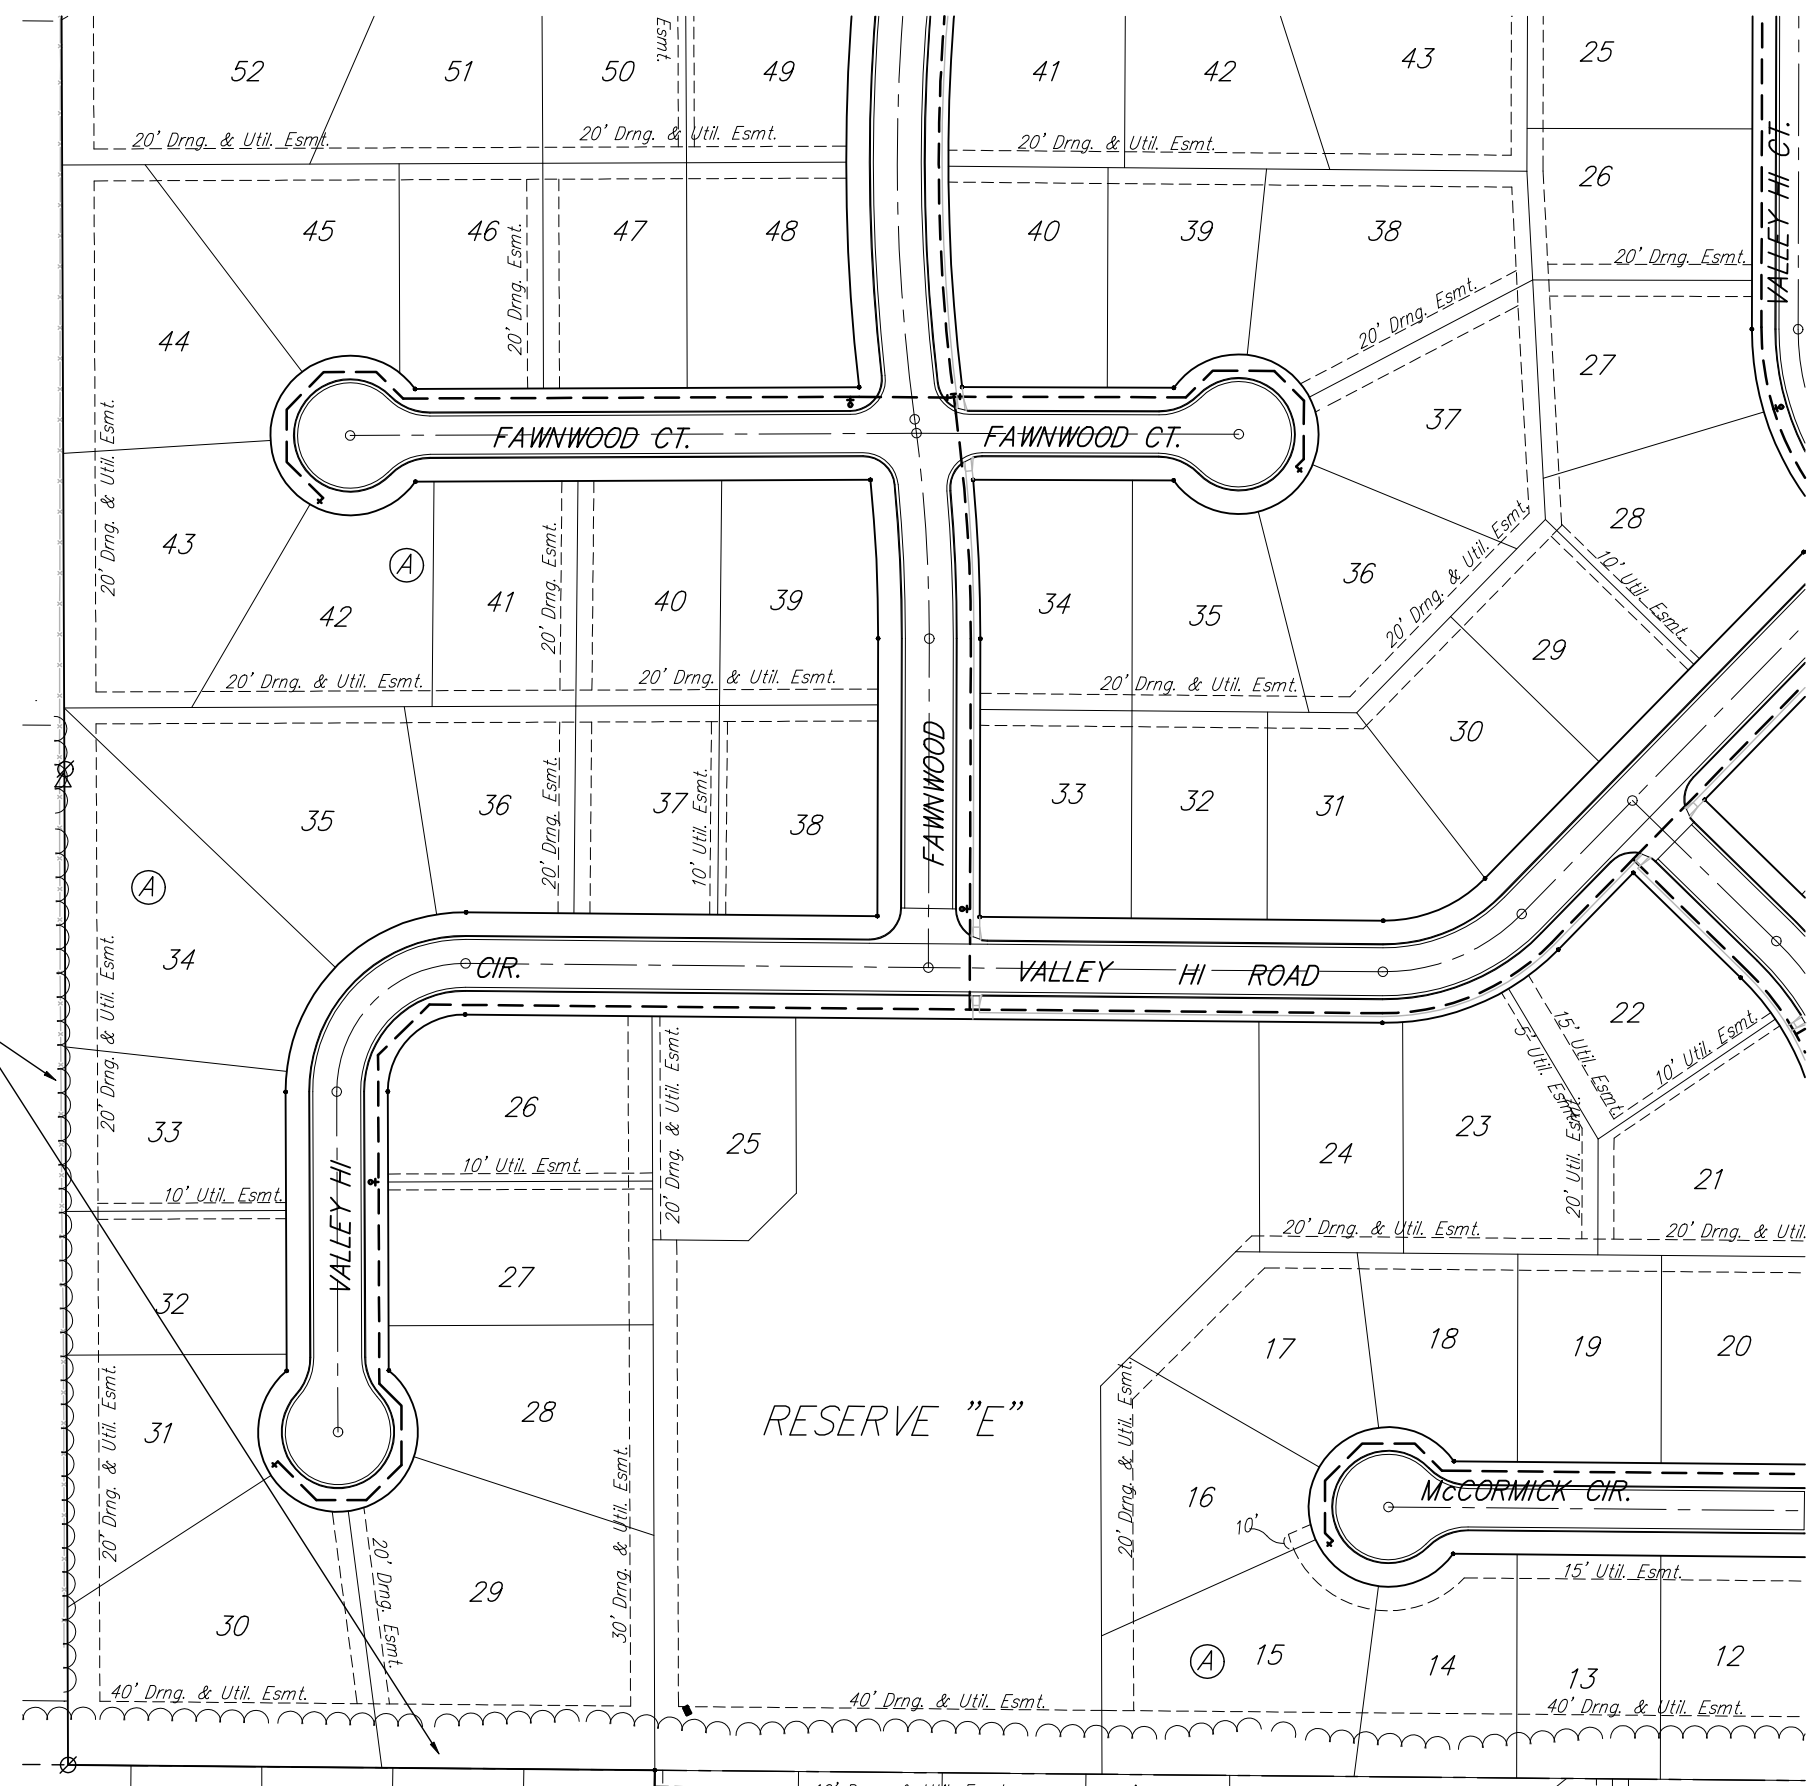 Esmt.
52
51
50
49
41
42
43
25
20' Drng. & Util. Esmt.
20' Drng. & Util. Esmt.
20' Drng. & Util. Esmt.
VALLEY HI CT.
26
45
46
47
48
40
39
38
20' Drng. Esmt.
20' Drng. Esmt.
20' Drng. Esmt.
44
27
37
20' Drng. & Util. Esmt.
FAWNWOOD CT.
FAWNWOOD CT.
43
A
28
20' Drng. & Util. Esmt.
10' Util. Esmt.
36
42
41
20' Drng. Esmt.
40
39
34
35
29
20' Drng. & Util. Esmt.
20' Drng. & Util. Esmt.
20' Drng. & Util. Esmt.
30
FAWNWOOD
35
36
20' Drng. Esmt.
37
10' Util. Esmt.
38
33
32
31
A
34
20' Drng. & Util. Esmt.
CIR.
VALLEY HI ROAD
22
15' Util. Esmt.
5' Util. Esmt.
10' Util. Esmt.
33
26
20' Drng. & Util. Esmt.
25
24
23
20' Util. Esmt.
21
10' Util. Esmt.
10' Util. Esmt.
VALLEY HI
20' Drng. & Util. Esmt.
20' Drng. & Util.
32
27
17
18
19
20
31
20' Drng. & Util. Esmt.
28
RESERVE "E"
20' Drng. & Util. Esmt.
16
10'
McCORMICK CIR.
30' Drng. & Util. Esmt.
20' Drng. Esmt.
15' Util. Esmt.
30
29
A
15
14
13
12
40' Drng. & Util. Esmt.
40' Drng. & Util. Esmt.
40' Drng. & Util. Esmt.